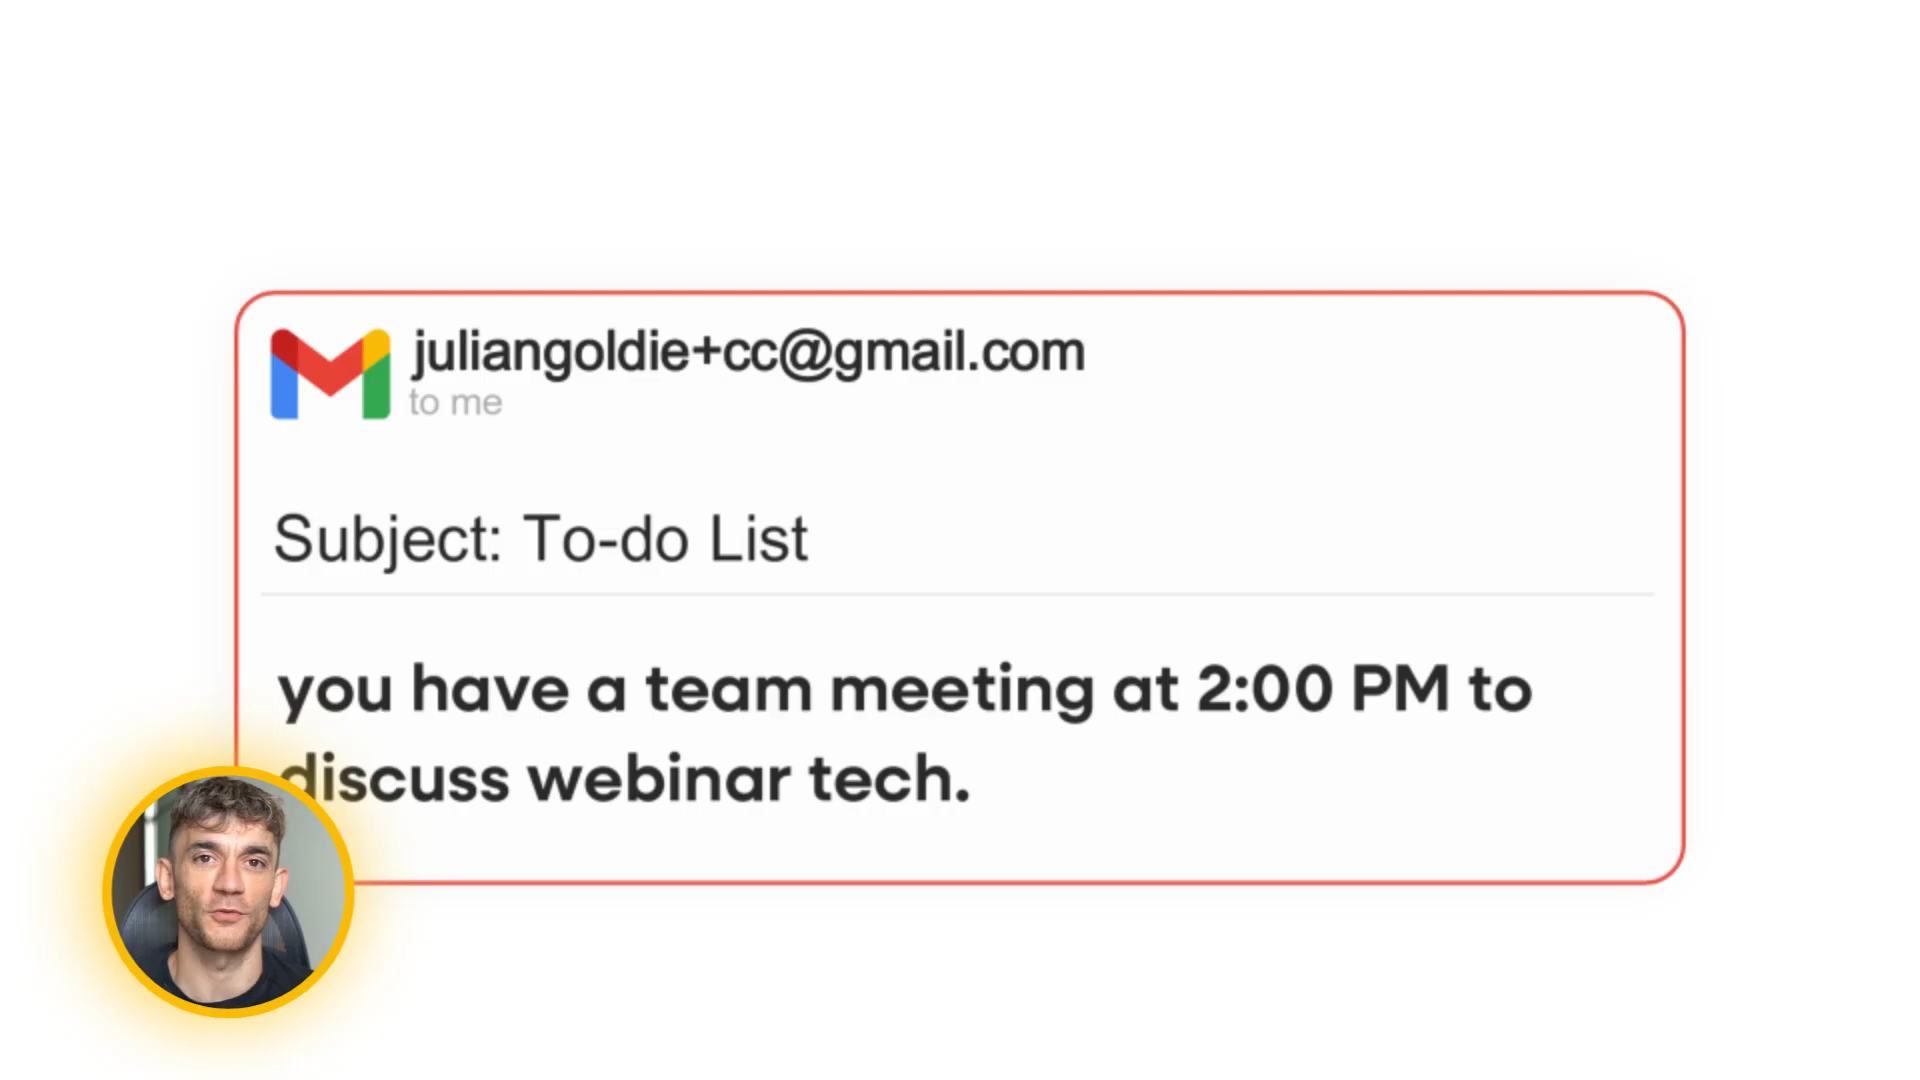 juliangoldie+cc@gmail.com
to me
Subject: To-do List
you have a team meeting at 2:00 PM to
discuss webinar tech.